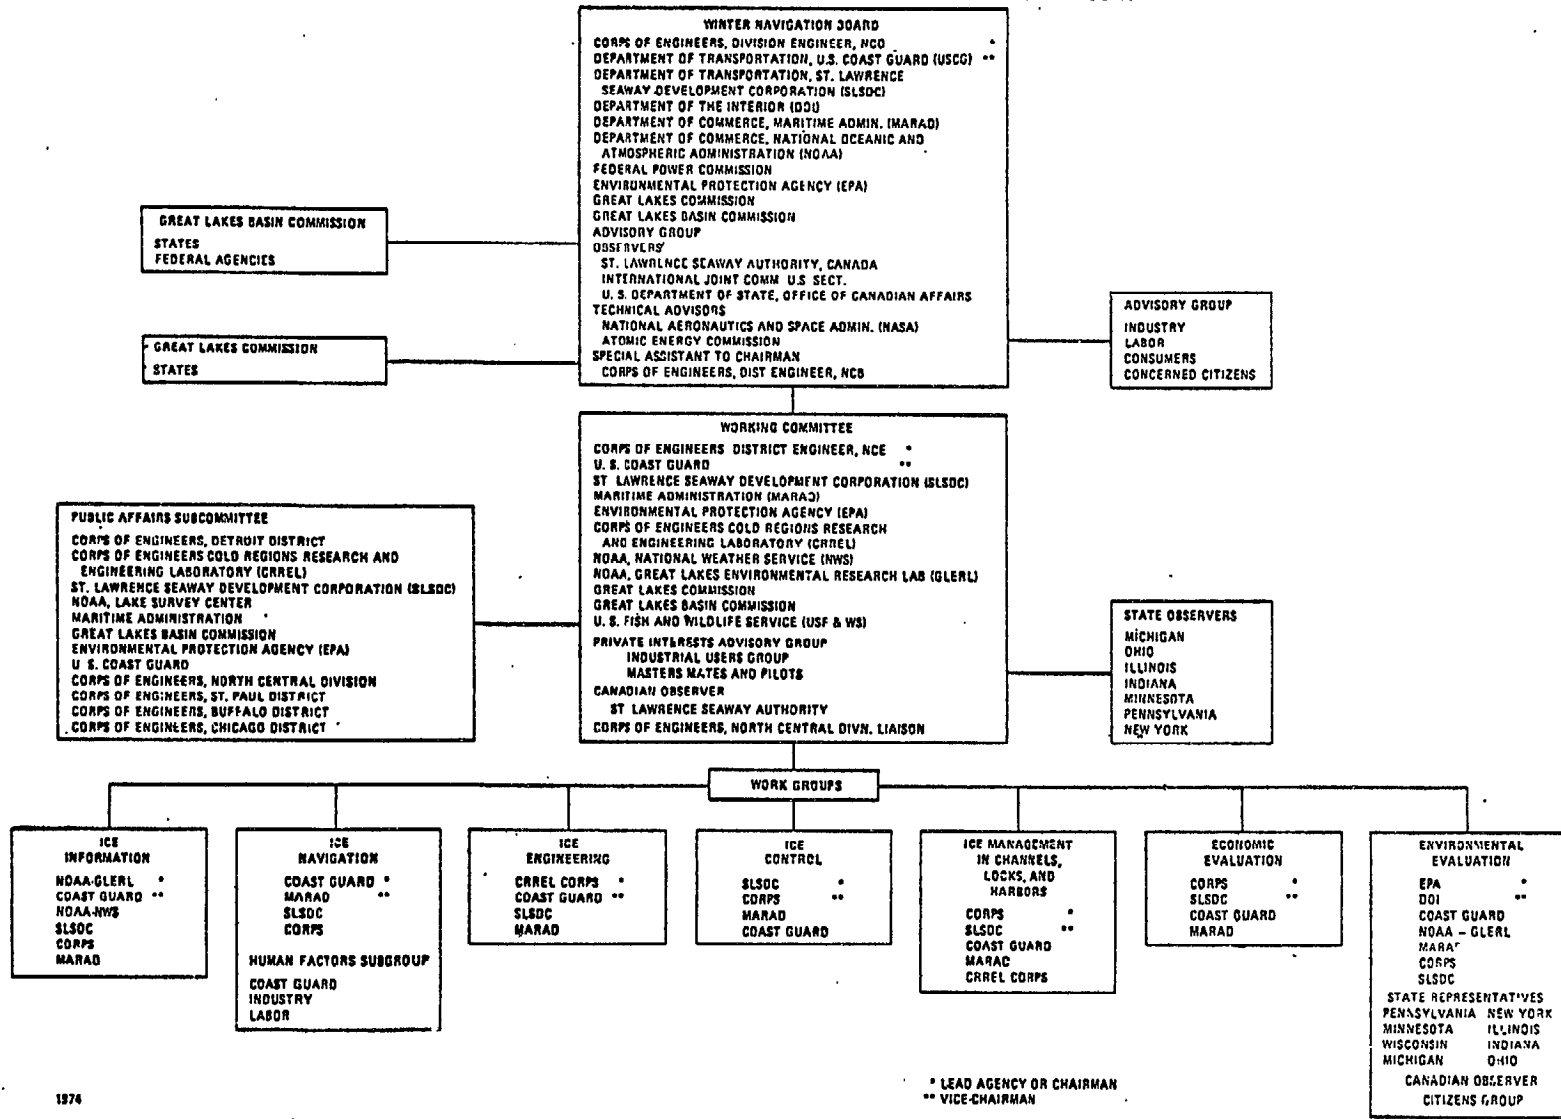 WINTER NAVIGATION BOARD
CORPS OF ENGINEERS, DIVISION ENGINEER, NCD *
DEPARTMENT OF TRANSPORTATION, U.S. COAST GUARD (USCG) **
DEPARTMENT OF TRANSPORTATION, ST. LAWRENCE
SEAWAY DEVELOPMENT CORPORATION (SLSDC)
DEPARTMENT OF THE INTERIOR (DOI)
DEPARTMENT OF COMMERCE, MARITIME ADMIN. (MARAD)
DEPARTMENT OF COMMERCE, NATIONAL OCEANIC AND
ATMOSPHERIC ADMINISTRATION (NOAA)
FEDERAL POWER COMMISSION
ENVIRONMENTAL PROTECTION AGENCY (EPA)
GREAT LAKES COMMISSION
GREAT LAKES BASIN COMMISSION
ADVISORY GROUP
OBSERVERS
ST. LAWRENCE SEAWAY AUTHORITY, CANADA
INTERNATIONAL JOINT COMM U.S SECT.
U. S. DEPARTMENT OF STATE, OFFICE OF CANADIAN AFFAIRS
TECHNICAL ADVISORS
NATIONAL AERONAUTICS AND SPACE ADMIN. (NASA)
ATOMIC ENERGY COMMISSION
SPECIAL ASSISTANT TO CHAIRMAN
CORPS OF ENGINEERS, DIST ENGINEER, NCB
GREAT LAKES BASIN COMMISSION
STATES
FEDERAL AGENCIES
GREAT LAKES COMMISSION
STATES
ADVISORY GROUP
INDUSTRY
LABOR
CONSUMERS
CONCERNED CITIZENS
WORKING COMMITTEE
CORPS OF ENGINEERS DISTRICT ENGINEER, NCE *
U. S. COAST GUARD **
ST LAWRENCE SEAWAY DEVELOPMENT CORPORATION (SLSDC)
MARITIME ADMINISTRATION (MARAD)
ENVIRONMENTAL PROTECTION AGENCY (EPA)
CORPS OF ENGINEERS COLD REGIONS RESEARCH
AND ENGINEERING LABORATORY (CRREL)
NOAA, NATIONAL WEATHER SERVICE (NWS)
NOAA, GREAT LAKES ENVIRONMENTAL RESEARCH LAB (GLERL)
GREAT LAKES COMMISSION
GREAT LAKES BASIN COMMISSION
U. S. FISH AND WILDLIFE SERVICE (USF & WS)
PRIVATE INTERESTS ADVISORY GROUP
INDUSTRIAL USERS GROUP
MASTERS MATES AND PILOTS
CANADIAN OBSERVER
ST LAWRENCE SEAWAY AUTHORITY
CORPS OF ENGINEERS, NORTH CENTRAL DIVN. LIAISON
PUBLIC AFFAIRS SUBCOMMITTEE
CORPS OF ENGINEERS, DETROIT DISTRICT
CORPS OF ENGINEERS COLD REGIONS RESEARCH AND
ENGINEERING LABORATORY (CRREL)
ST. LAWRENCE SEAWAY DEVELOPMENT CORPORATION (SLSDC)
NOAA, LAKE SURVEY CENTER
MARITIME ADMINISTRATION
GREAT LAKES BASIN COMMISSION
ENVIRONMENTAL PROTECTION AGENCY (EPA)
U S. COAST GUARD
CORPS OF ENGINEERS, NORTH CENTRAL DIVISION
CORPS OF ENGINEERS, ST. PAUL DISTRICT
CORPS OF ENGINEERS, BUFFALO DISTRICT
CORPS OF ENGINEERS, CHICAGO DISTRICT
STATE OBSERVERS
MICHIGAN
OHIO
ILLINOIS
INDIANA
MINNESOTA
PENNSYLVANIA
NEW YORK
WORK GROUPS
ICE
INFORMATION
NOAA-GLERL *
COAST GUARD **
NOAA-NWS
SLSDC
CORPS
MARAD
ICE
NAVIGATION
COAST GUARD *
MARAD **
SLSDC
CORPS
HUMAN FACTORS SUBGROUP
COAST GUARD
INDUSTRY
LABOR
ICE
ENGINEERING
CRREL CORPS *
COAST GUARD **
SLSDC
MARAD
ICE
CONTROL
SLSDC *
CORPS **
MARAD
COAST GUARD
ICE MANAGEMENT
IN CHANNELS,
LOCKS, AND
HARBORS
CORPS *
SLSDC **
COAST GUARD
MARAD
CRREL CORPS
ECONOMIC
EVALUATION
CORPS *
SLSDC **
COAST GUARD
MARAD
ENVIRONMENTAL
EVALUATION
EPA *
DOI **
COAST GUARD
NOAA – GLERL
MARAD
CORPS
SLSDC
STATE REPRESENTATIVES
PENNSYLVANIA NEW YORK
MINNESOTA ILLINOIS
WISCONSIN INDIANA
MICHIGAN OHIO
CANADIAN OBSERVER
CITIZENS GROUP
* LEAD AGENCY OR CHAIRMAN
** VICE-CHAIRMAN
1974